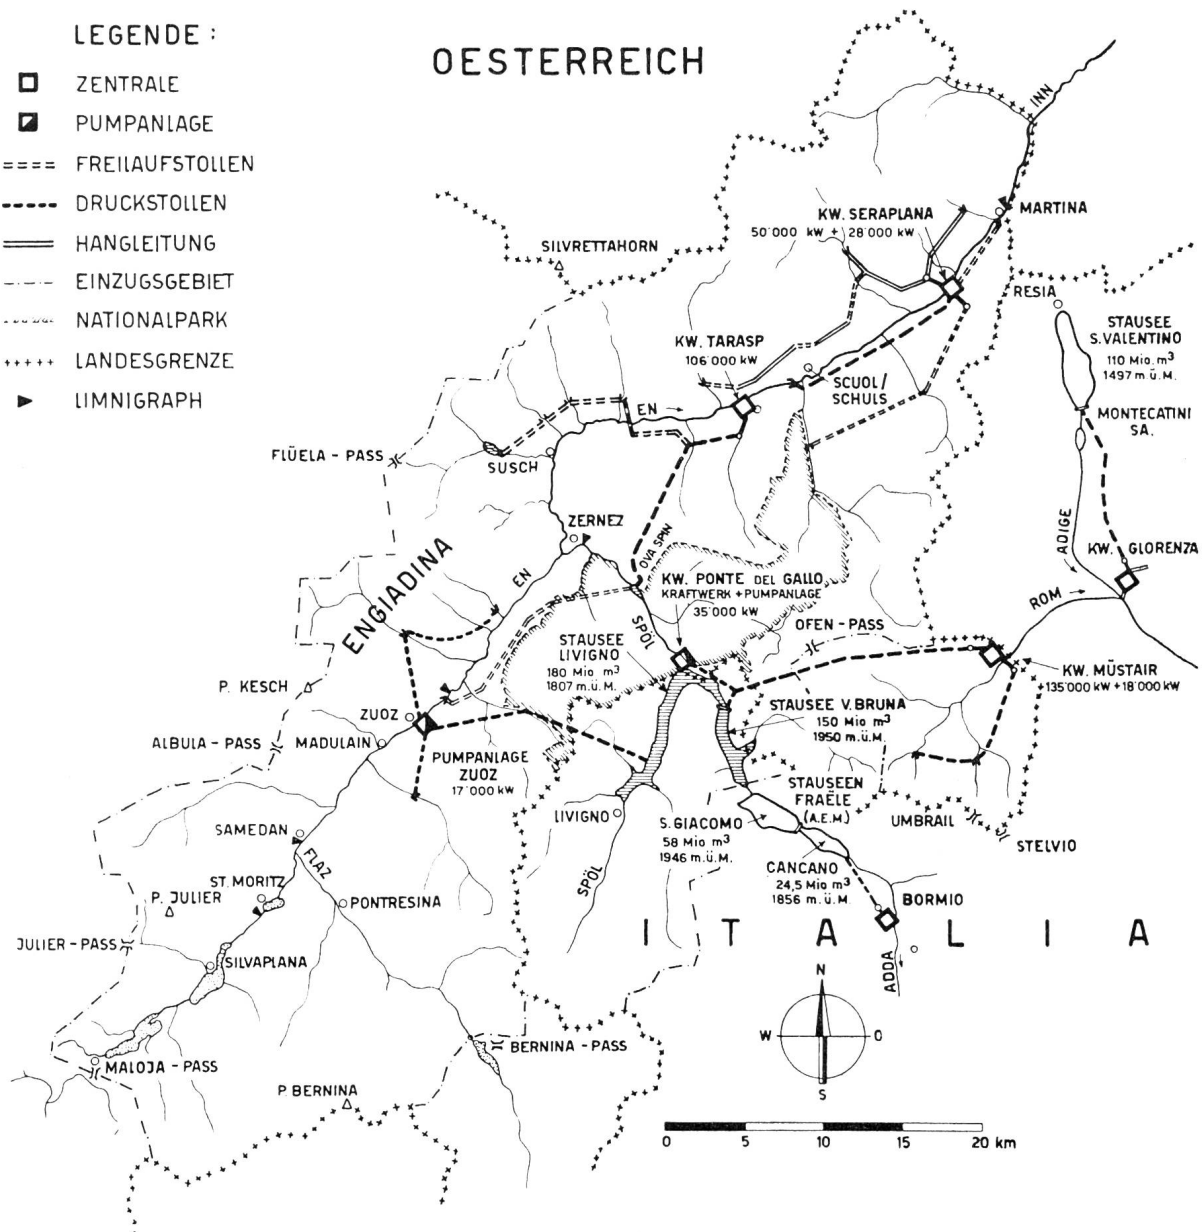 LEGENDE :
ZENTRALE
PUMPANLAGE
FREILAUFSTOLLEN
DRUCKSTOLLEN
HANGLEITUNG
EINZUGSGEBIET
NATIONALPARK
LANDESGRENZE
LIMNIGRAPH
OESTERREICH
INN
MARTINA
KW. SERAPLANA
50'000 kW + 28'000 kW
SILVRETTAHORN
RESIA
STAUSEE
S. VALENTINO
110 Mio. m³
1497 m.ü.M.
KW. TARASP
106'000 kW
SCUOL/
SCHULS
MONTECATINI
SA.
EN
FLÜELA - PASS
SUSCH
ZERNEZ
OVA SPIN
ADIGE
KW. GLORENZA
ENGIADINA
EN
KW. PONTE DEL GALLO
KRAFTWERK + PUMPANLAGE
35'000 kW
ROM
SPÖL
OFEN - PASS
STAUSEE
LIVIGNO
180 Mio m³
1807 m.ü.M.
KW. MÜSTAIR
135'000 kW + 18'000 kW
P. KESCH
ZUOZ
STAUSEE V. BRUNA
150 Mio m³
1950 m.ü.M.
ALBULA - PASS
MADULAIN
PUMPANLAGE
ZUOZ
17'000 kW
STAUSEEN
FRAËLE
(A.E.M.)
LIVIGNO
S. GIACOMO
58 Mio m³
1946 m.ü.M.
UMBRAIL
STELVIO
SAMEDAN
FLAZ
CANCANO
24,5 Mio m³
1856 m.ü.M.
SPÖL
ST. MORITZ
P. JULIER
PONTRESINA
BORMIO
ITALIA
JULIER - PASS
SILVAPLANA
ADDA
N
W
O
S
BERNINA - PASS
MALOJA - PASS
P. BERNINA
0 5 10 15 20 km